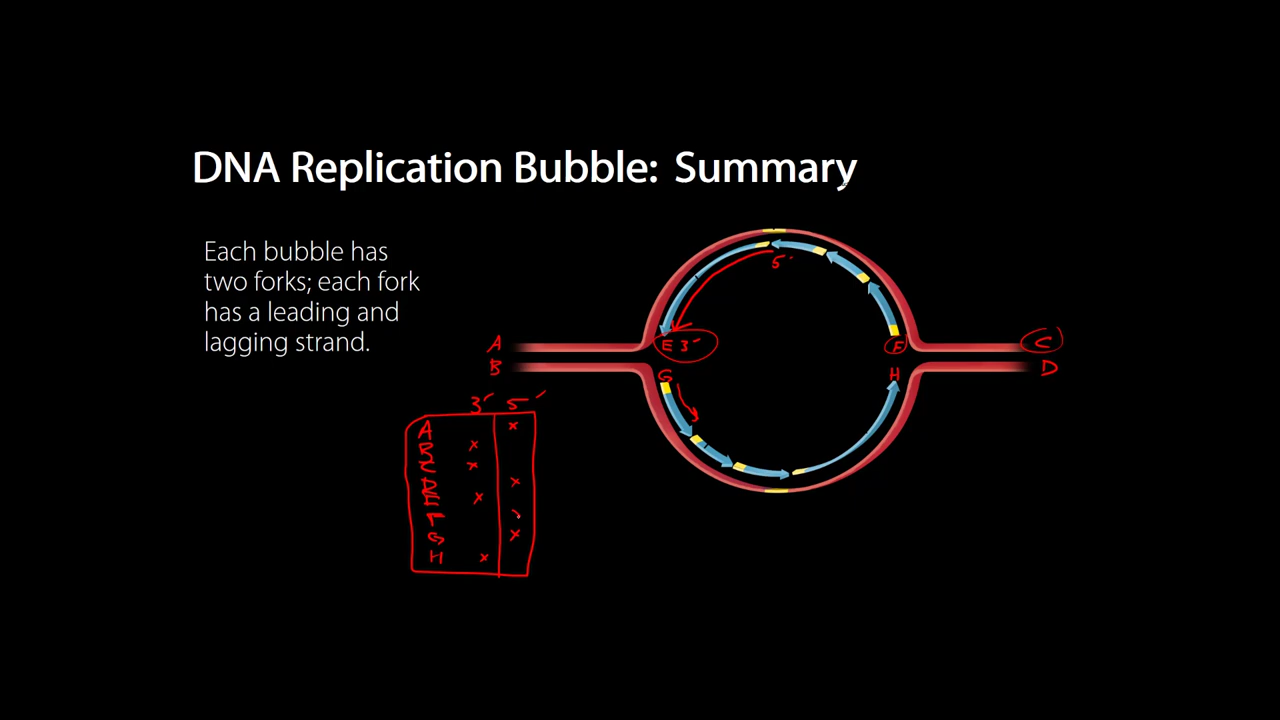 DNA Replication Bubble: Summary
Each bubble has
two forks; each fork
has a leading and
lagging strand.
5'
A E 3' F C
B G H D
3' 5'
A x
B x
C x
D x
E x
F
G x
H x